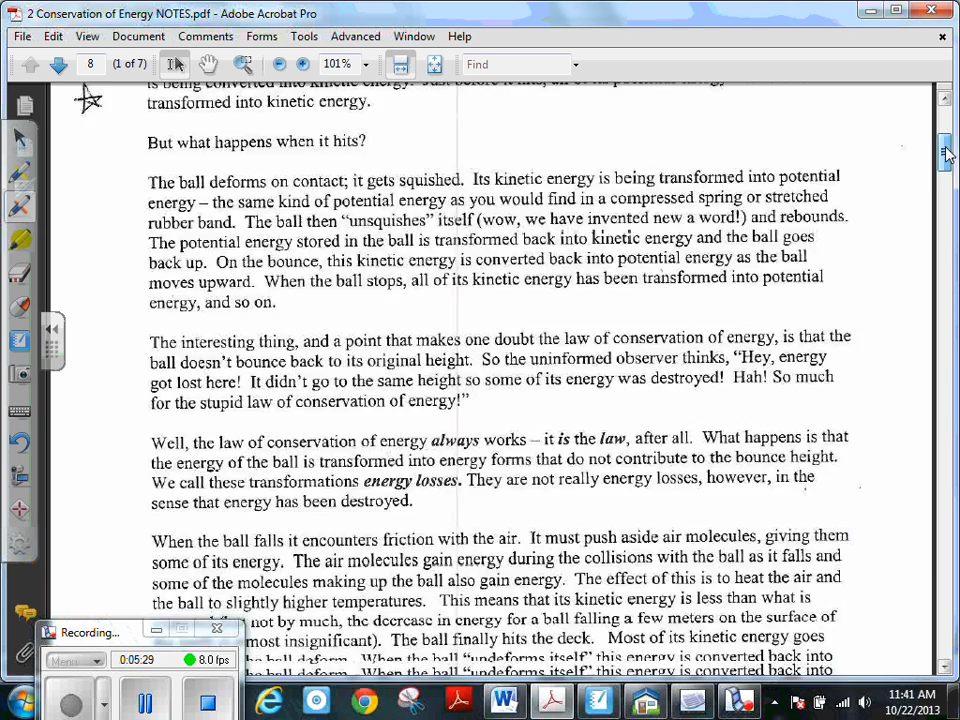 2 Conservation of Energy NOTES.pdf - Adobe Acrobat Pro
File Edit View Document Comments Forms Tools Advanced Window Help
8 (1 of 7) 101% Find
transformed into kinetic energy.
But what happens when it hits?
The ball deforms on contact; it gets squished. Its kinetic energy is being transformed into potential
energy – the same kind of potential energy as you would find in a compressed spring or stretched
rubber band. The ball then “unsquishes” itself (wow, we have invented new a word!) and rebounds.
The potential energy stored in the ball is transformed back into kinetic energy and the ball goes
back up. On the bounce, this kinetic energy is converted back into potential energy as the ball
moves upward. When the ball stops, all of its kinetic energy has been transformed into potential
energy, and so on.
The interesting thing, and a point that makes one doubt the law of conservation of energy, is that the
ball doesn’t bounce back to its original height. So the uninformed observer thinks, “Hey, energy
got lost here! It didn’t go to the same height so some of its energy was destroyed! Hah! So much
for the stupid law of conservation of energy!”
Well, the law of conservation of energy always works – it is the law, after all. What happens is that
the energy of the ball is transformed into energy forms that do not contribute to the bounce height.
We call these transformations energy losses. They are not really energy losses, however, in the
sense that energy has been destroyed.
When the ball falls it encounters friction with the air. It must push aside air molecules, giving them
some of its energy. The air molecules gain energy during the collisions with the ball as it falls and
some of the molecules making up the ball also gain energy. The effect of this is to heat the air and
the ball to slightly higher temperatures. This means that its kinetic energy is less than what is
not by much, the decrease in energy for a ball falling a few meters on the surface of
most insignificant). The ball finally hits the deck. Most of its kinetic energy goes
the ball deform. When the ball “undeforms itself” this energy is converted back into
Recording...
Menu 0:05:29 8.0 fps
11:41 AM
10/22/2013